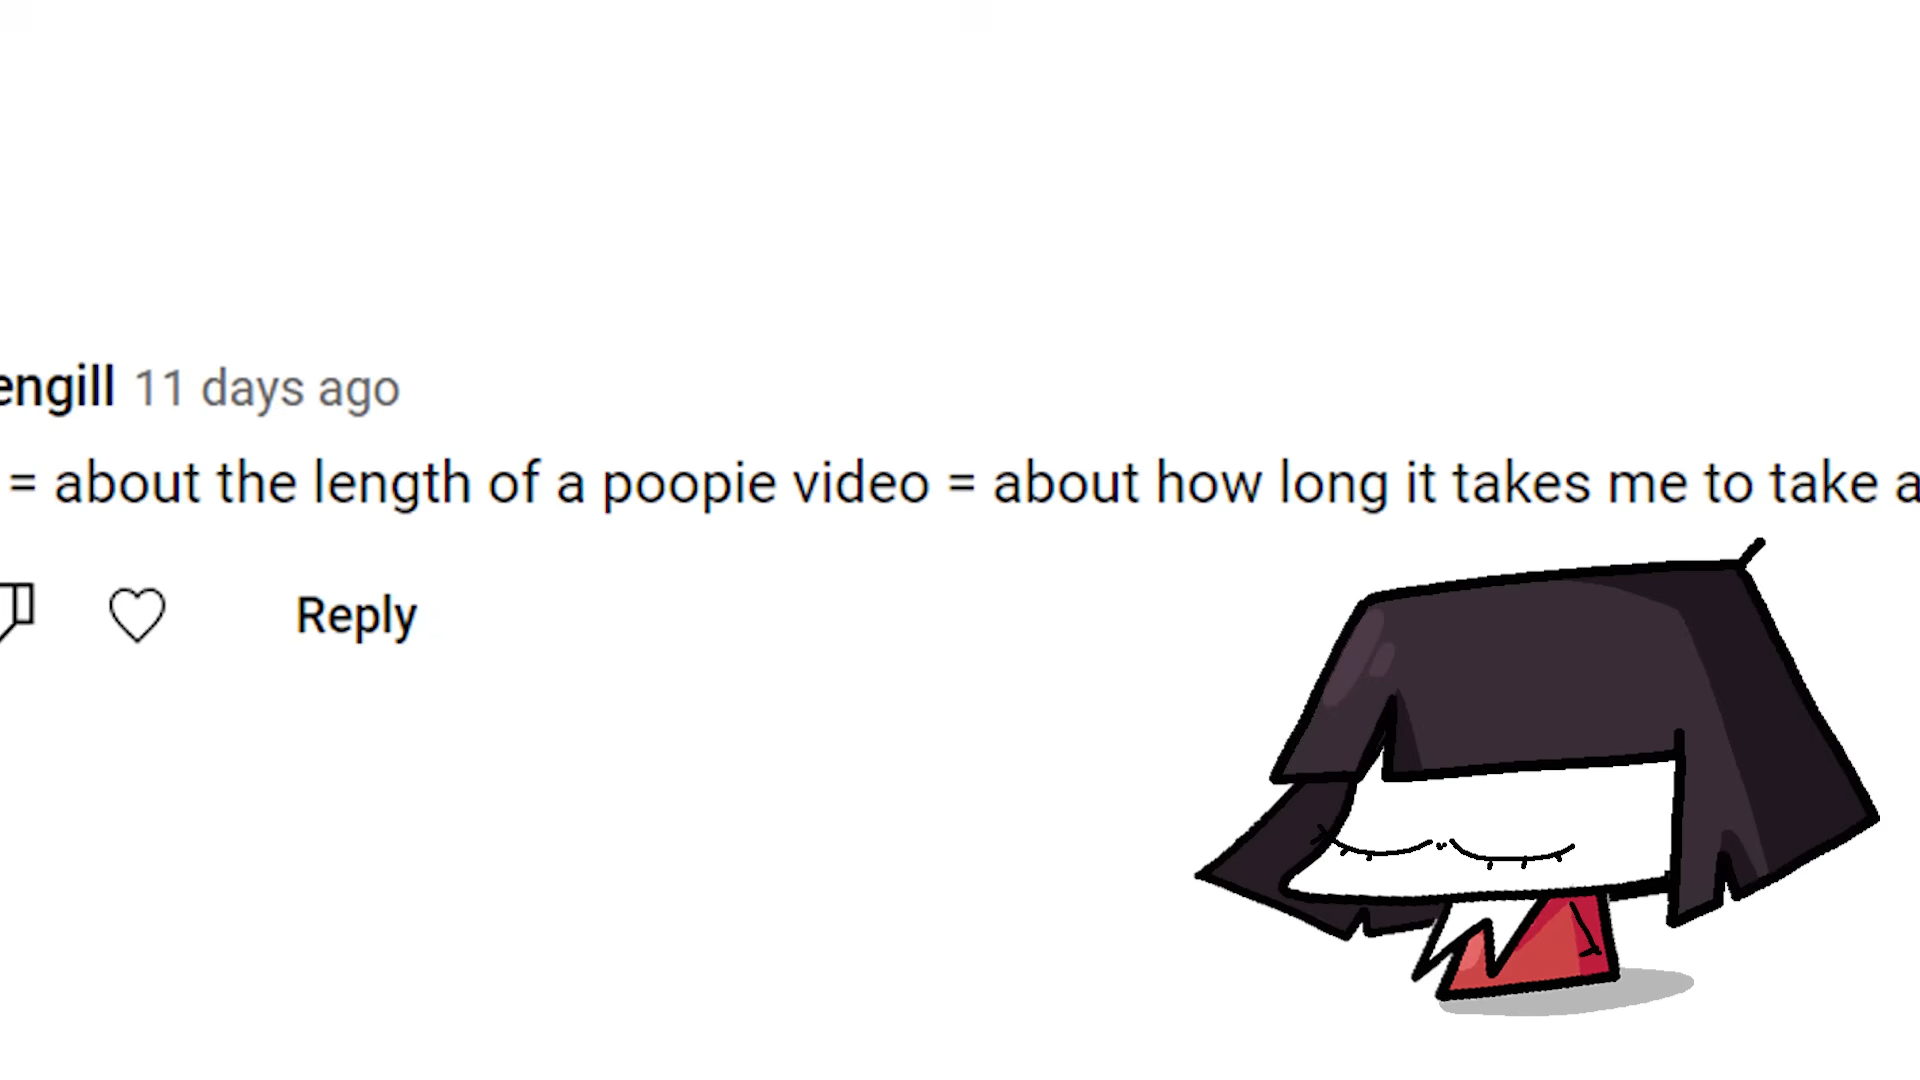 engill 11 days ago
= about the length of a poopie video = about how long it takes me to take a
Reply